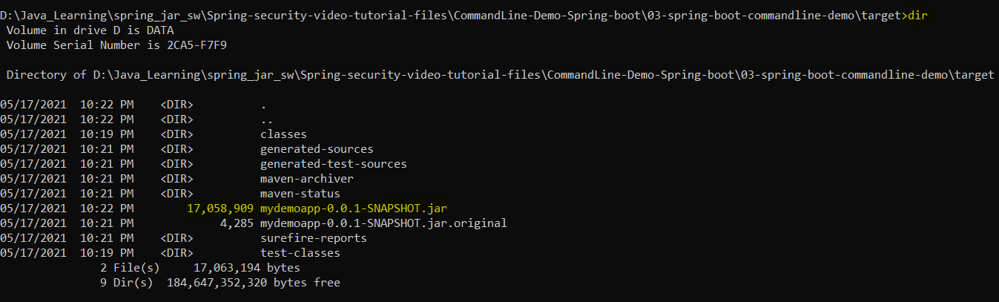 D:\Java_Learning\spring_jar_sw\Spring-security-video-tutorial-files\CommandLine-Demo-Spring-boot\03-spring-boot-commandline-demo\target>dir
 Volume in drive D is DATA
 Volume Serial Number is 2CA5-F7F9

 Directory of D:\Java_Learning\spring_jar_sw\Spring-security-video-tutorial-files\CommandLine-Demo-Spring-boot\03-spring-boot-commandline-demo\target

05/17/2021  10:22 PM    <DIR>          .
05/17/2021  10:22 PM    <DIR>          ..
05/17/2021  10:19 PM    <DIR>          classes
05/17/2021  10:21 PM    <DIR>          generated-sources
05/17/2021  10:21 PM    <DIR>          generated-test-sources
05/17/2021  10:21 PM    <DIR>          maven-archiver
05/17/2021  10:21 PM    <DIR>          maven-status
05/17/2021  10:22 PM        17,058,909 mydemoapp-0.0.1-SNAPSHOT.jar
05/17/2021  10:21 PM             4,285 mydemoapp-0.0.1-SNAPSHOT.jar.original
05/17/2021  10:21 PM    <DIR>          surefire-reports
05/17/2021  10:19 PM    <DIR>          test-classes
               2 File(s)     17,063,194 bytes
               9 Dir(s)  184,647,352,320 bytes free